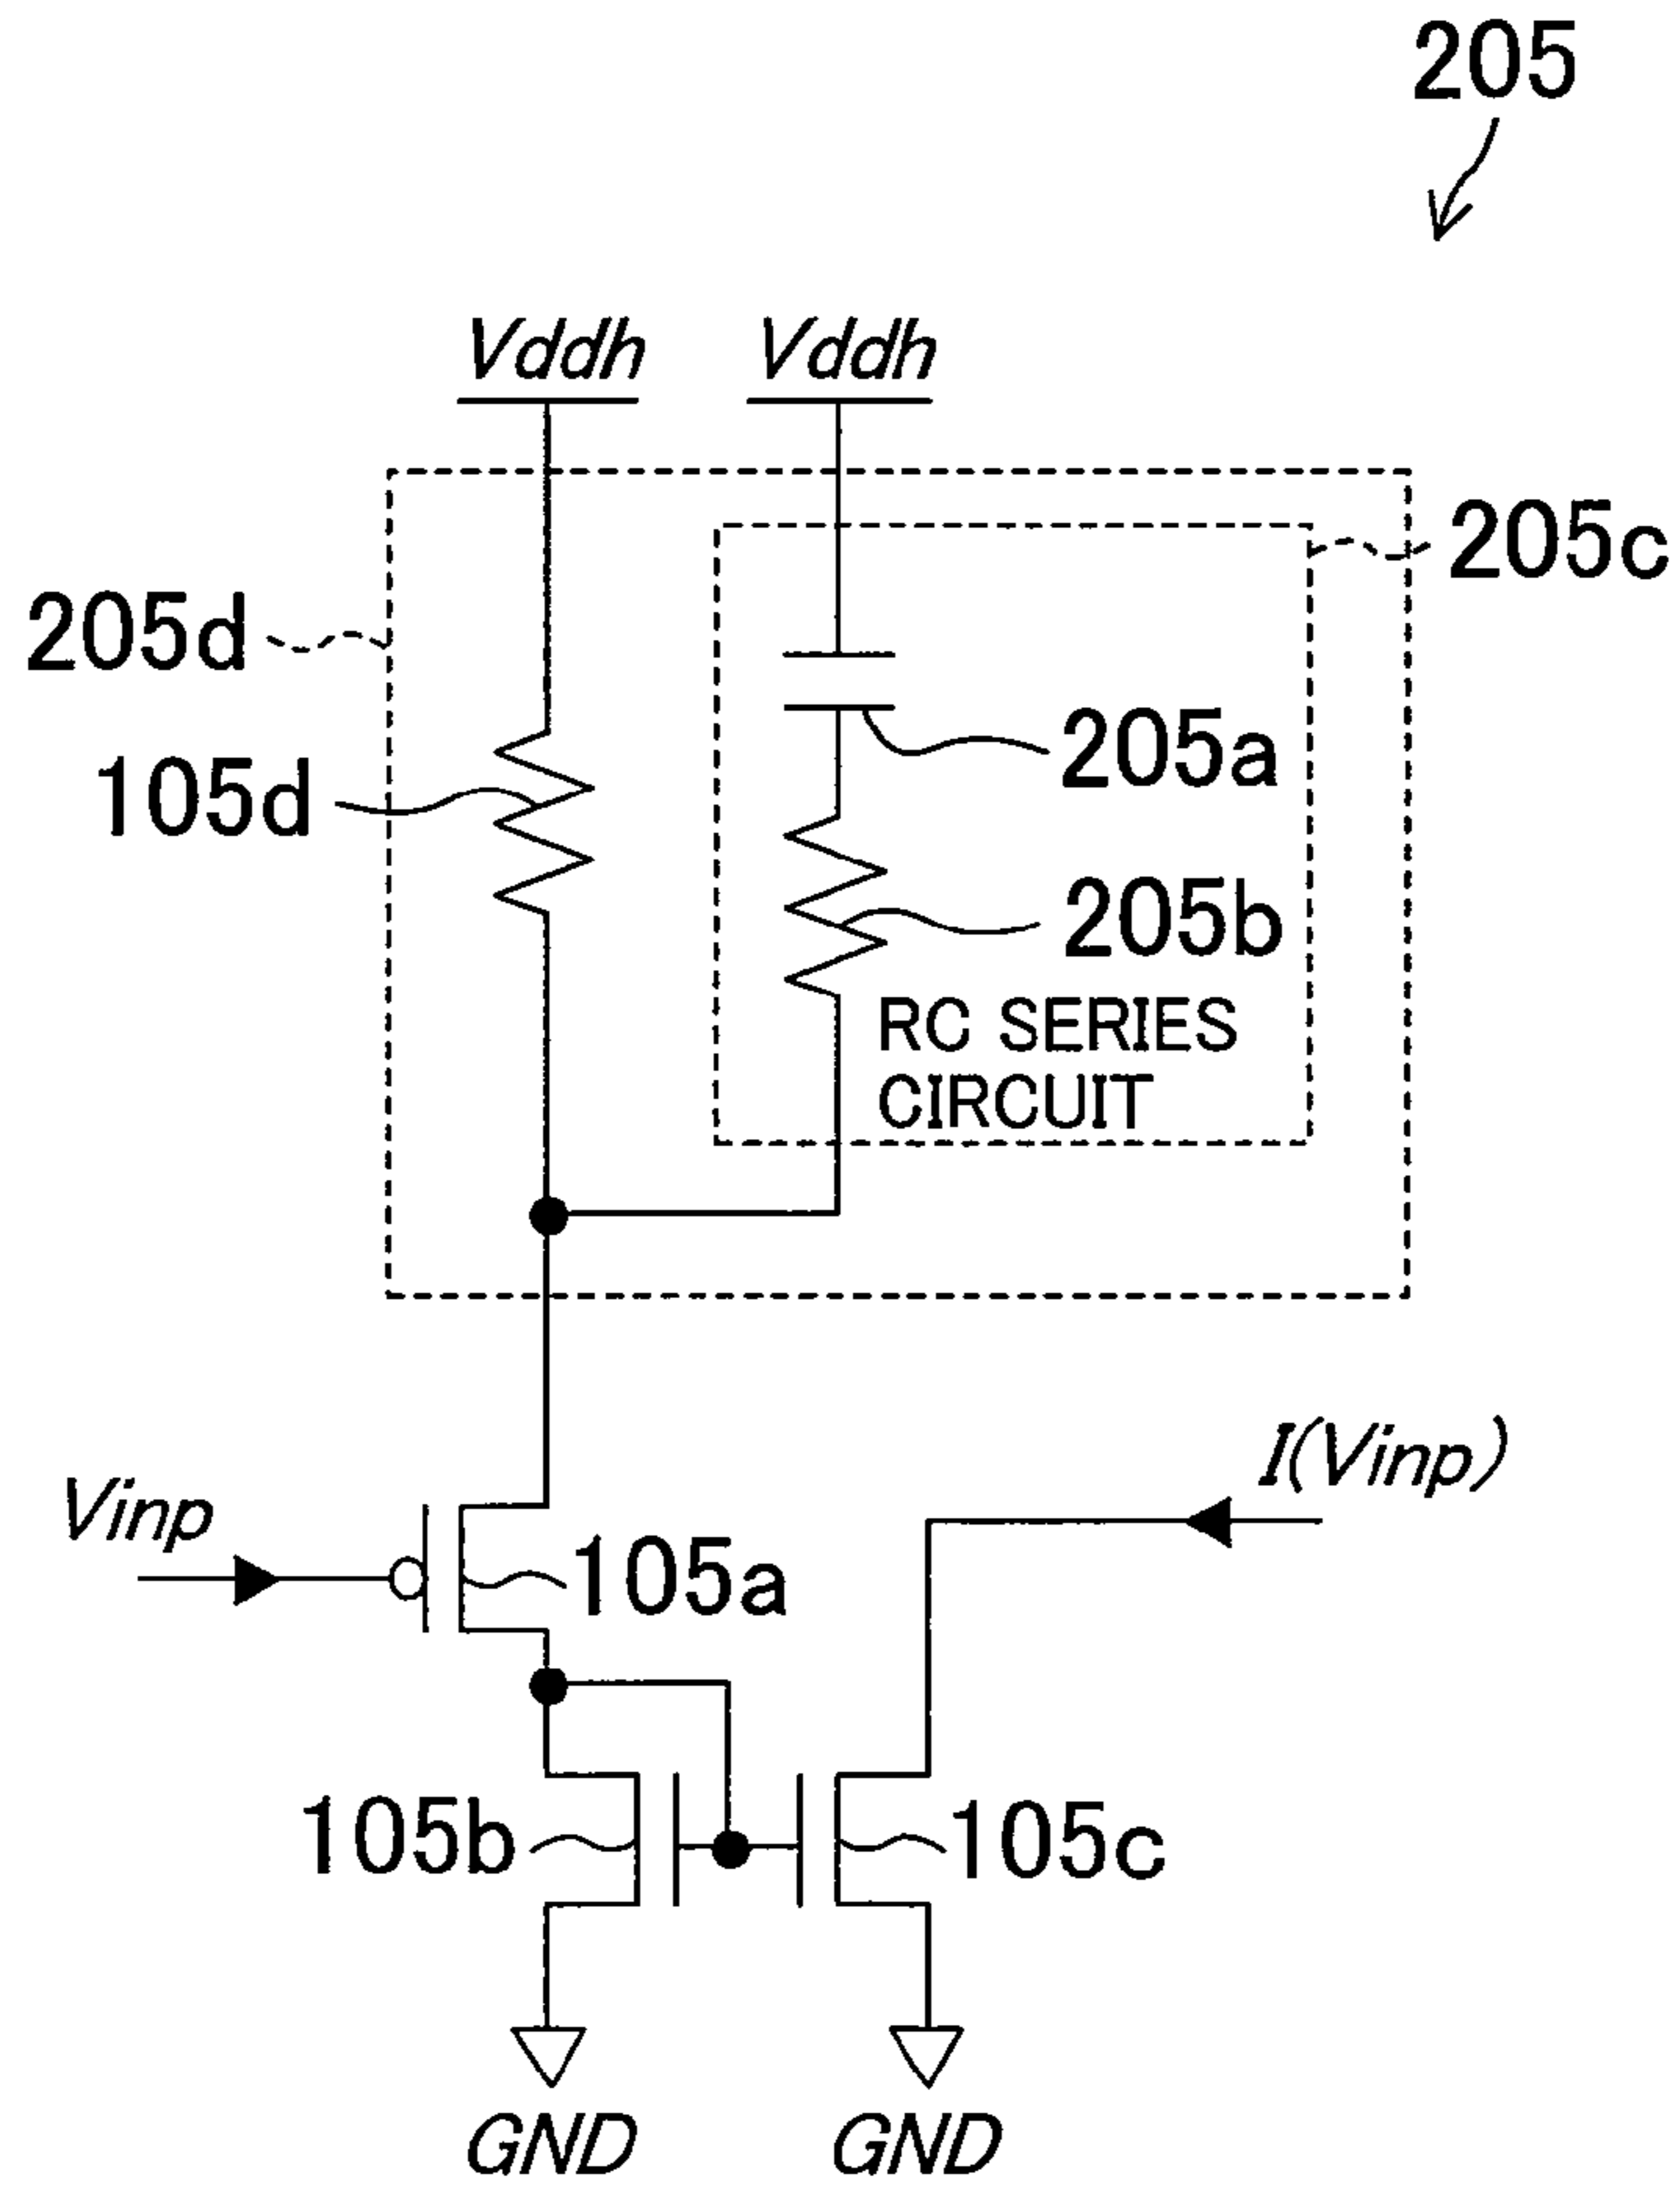 205
Vddh Vddh
205c
205d
205a
105d
205b
RC SERIES
CIRCUIT
I(Vinp)
Vinp
105a
105b
105c
GND GND